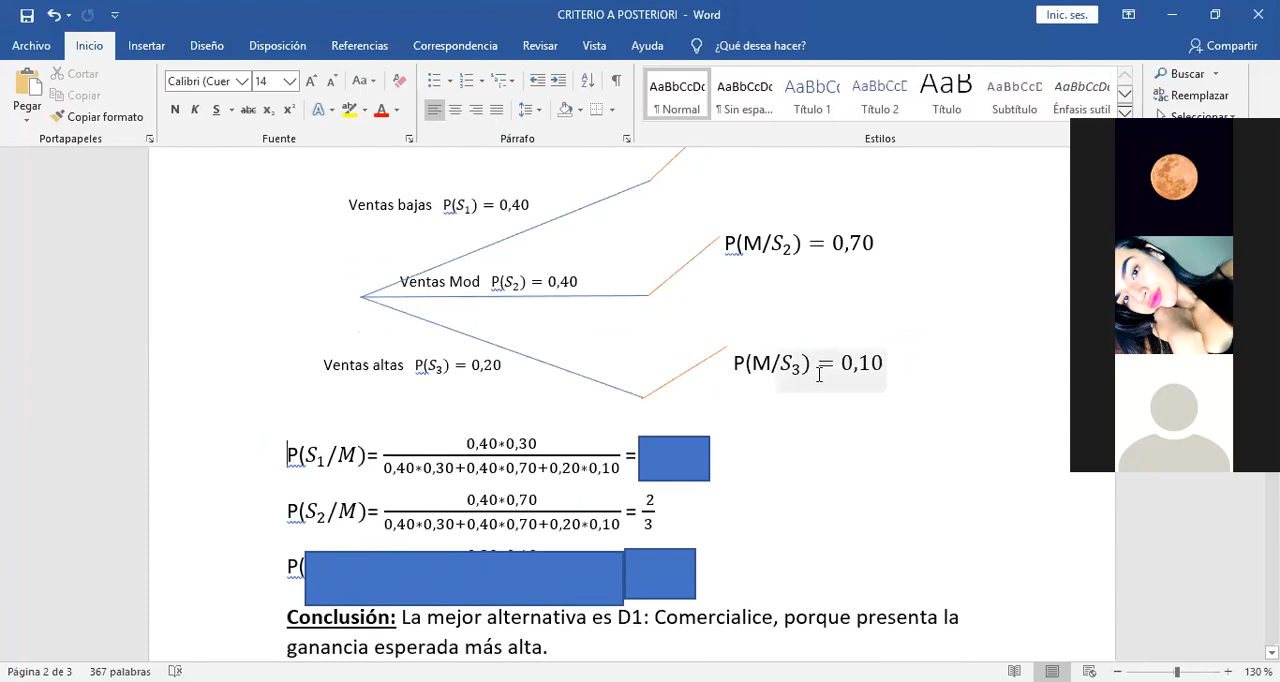 CRITERIO A POSTERIORI - Word
Inic. ses.
Archivo Inicio Insertar Diseño Disposición Referencias Correspondencia Revisar Vista Ayuda ¿Qué desea hacer? Compartir
Pegar
Cortar
Copiar
Copiar formato
Portapapeles
Calibri (Cuer 14
N K S abc x₂ x²
Fuente
Párrafo
AaBbCcDc AaBbCcDc AaBbCc AaBbCcD AaB AaBbCcD AaBbCcDc
¶ Normal ¶ Sin espa... Título 1 Título 2 Título Subtítulo Énfasis sutil
Estilos
Buscar
Reemplazar
Seleccionar
Ventas bajas P(S₁) = 0,40
P(M/S₂) = 0,70
Ventas Mod P(S₂) = 0,40
P(M/S₃) = 0,10
Ventas altas P(S₃) = 0,20
P(S₁/M)= 0,40∗0,30 / 0,40∗0,30+0,40∗0,70+0,20∗0,10 =
P(S₂/M)= 0,40∗0,70 / 0,40∗0,30+0,40∗0,70+0,20∗0,10 = 2/3
P(
Conclusión: La mejor alternativa es D1: Comercialice, porque presenta la
ganancia esperada más alta.
Página 2 de 3 367 palabras
130 %